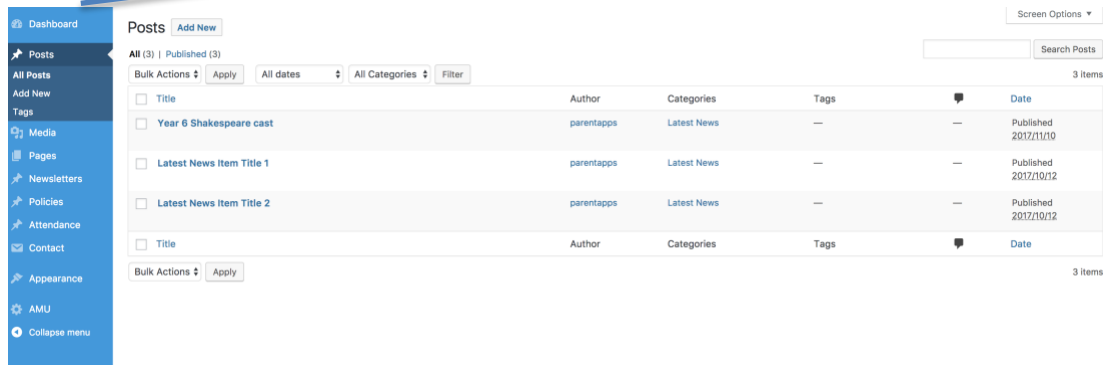 Dashboard
Posts
All Posts
Add New
Tags
Media
Pages
Newsletters
Policies
Attendance
Contact
Appearance
AMU
Collapse menu
Screen Options
Posts Add New
All (3) | Published (3)
Search Posts
Bulk Actions Apply All dates All Categories Filter 3 items
Title Author Categories Tags Date
Year 6 Shakespeare cast parentapps Latest News — — Published
2017/11/10
Latest News Item Title 1 parentapps Latest News — — Published
2017/10/12
Latest News Item Title 2 parentapps Latest News — — Published
2017/10/12
Title Author Categories Tags Date
Bulk Actions Apply 3 items